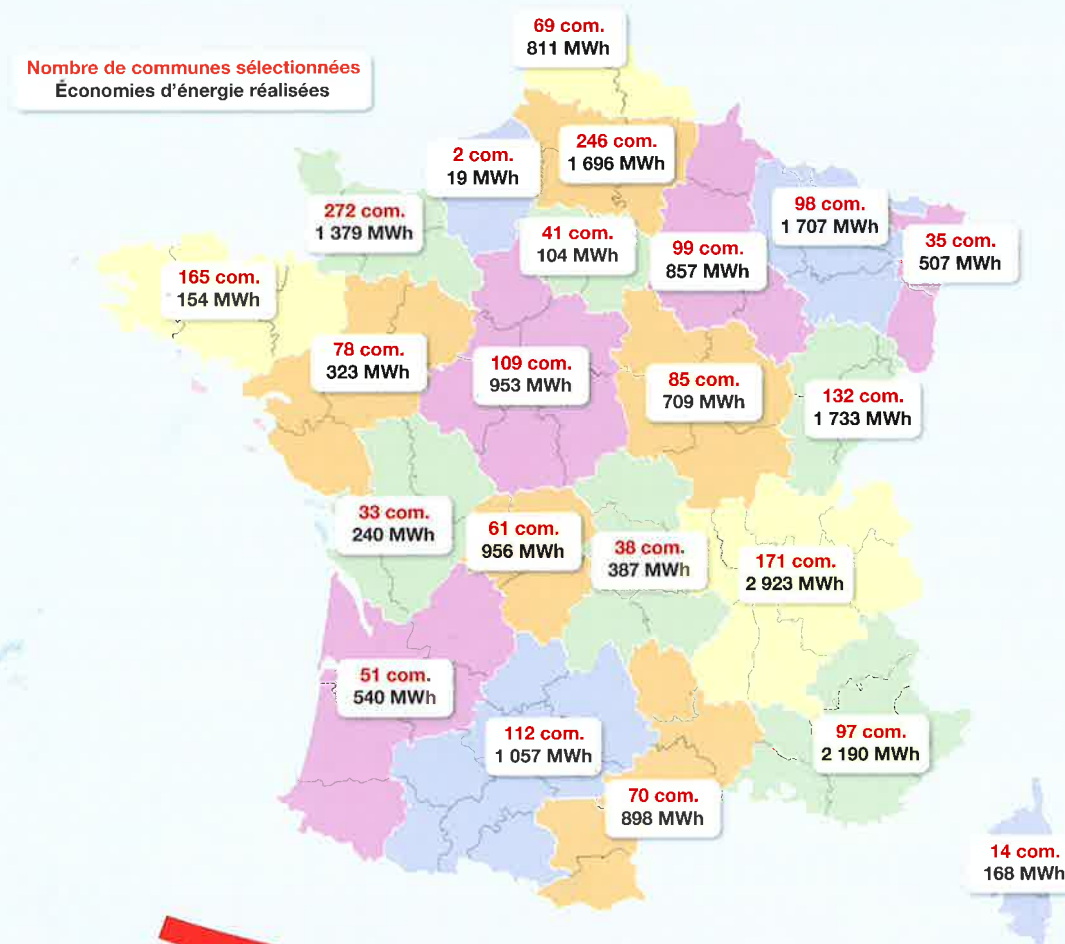 69 com.
811 MWh
Nombre de communes sélectionnées
Économies d'énergie réalisées
246 com.
1 696 MWh
2 com.
19 MWh
272 com.
1 379 MWh
41 com.
104 MWh
99 com.
857 MWh
98 com.
1 707 MWh
35 com.
507 MWh
165 com.
154 MWh
78 com.
323 MWh
109 com.
953 MWh
85 com.
709 MWh
132 com.
1 733 MWh
33 com.
240 MWh
61 com.
956 MWh
38 com.
387 MWh
171 com.
2 923 MWh
51 com.
540 MWh
112 com.
1 057 MWh
97 com.
2 190 MWh
70 com.
898 MWh
14 com.
168 MWh